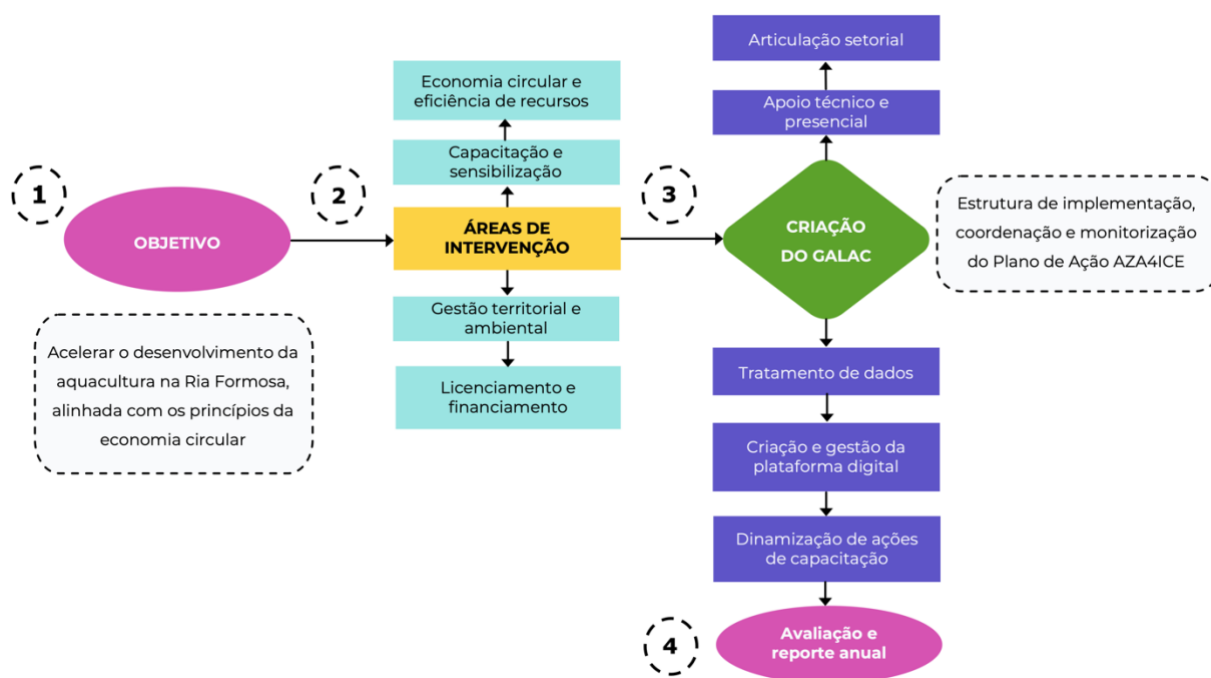 1
OBJETIVO
Acelerar o desenvolvimento da
aquacultura na Ria Formosa,
alinhada com os princípios da
economia circular
2
Economia circular e
eficiência de recursos
Capacitação e
sensibilização
ÁREAS DE
INTERVENÇÃO
Gestão territorial e
ambiental
Licenciamento e
financiamento
3
Articulação setorial
Apoio técnico e
presencial
CRIAÇÃO
DO GALAC
Estrutura de implementação,
coordenação e monitorização
do Plano de Ação AZA4ICE
Tratamento de dados
Criação e gestão da
plataforma digital
Dinamização de ações
de capacitação
4
Avaliação e
reporte anual